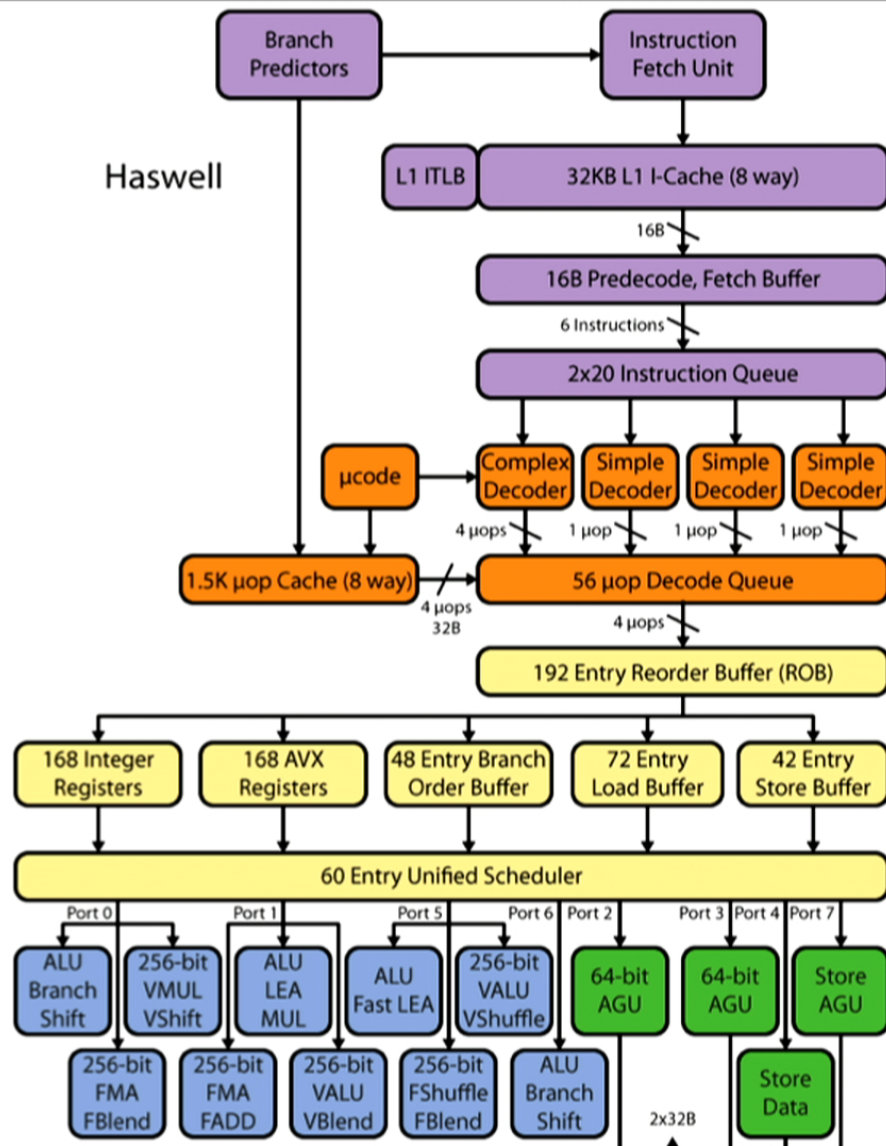 Branch
Predictors
Instruction
Fetch Unit
Haswell
L1 ITLB
32KB L1 I-Cache (8 way)
16B
16B Predecode, Fetch Buffer
6 Instructions
2x20 Instruction Queue
µcode
Complex
Decoder
Simple
Decoder
Simple
Decoder
Simple
Decoder
4 µops
1 µop
1 µop
1 µop
1.5K µop Cache (8 way)
4 µops
32B
56 µop Decode Queue
4 µops
192 Entry Reorder Buffer (ROB)
168 Integer
Registers
168 AVX
Registers
48 Entry Branch
Order Buffer
72 Entry
Load Buffer
42 Entry
Store Buffer
60 Entry Unified Scheduler
Port 0
Port 1
Port 5
Port 6
Port 2
Port 3
Port 4
Port 7
ALU
Branch
Shift
256-bit
VMUL
VShift
ALU
LEA
MUL
ALU
Fast LEA
256-bit
VALU
VShuffle
64-bit
AGU
64-bit
AGU
Store
AGU
256-bit
FMA
FBlend
256-bit
FMA
FADD
256-bit
VALU
VBlend
256-bit
FShuffle
FBlend
ALU
Branch
Shift
Store
Data
2x32B